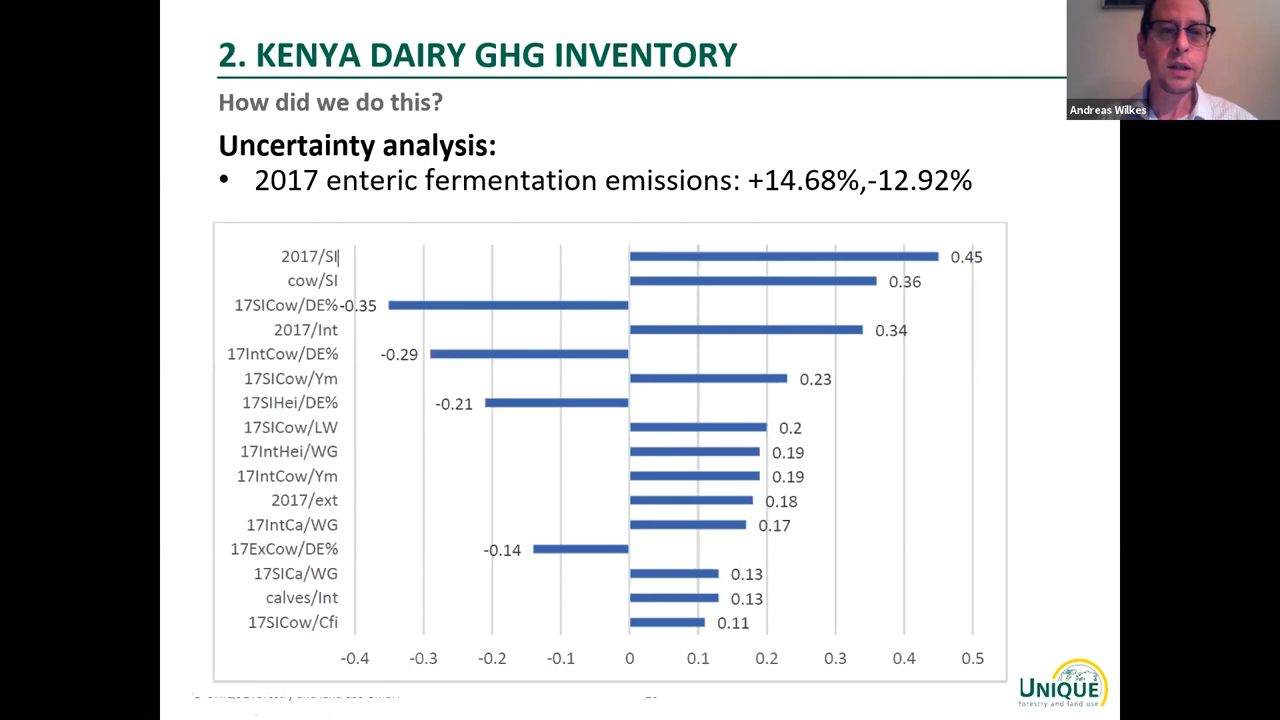 2. KENYA DAIRY GHG INVENTORY
Andreas Wilkes
How did we do this?
Uncertainty analysis:
• 2017 enteric fermentation emissions: +14.68%,-12.92%
2017/SI 0.45
cow/SI 0.36
17SICow/DE% -0.35
2017/Int 0.34
17IntCow/DE% -0.29
17SICow/Ym 0.23
17SIHei/DE% -0.21
17SICow/LW 0.2
17IntHei/WG 0.19
17IntCow/Ym 0.19
2017/ext 0.18
17IntCa/WG 0.17
17ExCow/DE% -0.14
17SICa/WG 0.13
calves/Int 0.13
17SICow/Cfi 0.11
-0.4 -0.3 -0.2 -0.1 0 0.1 0.2 0.3 0.4 0.5
UNIQUE
forestry and land use